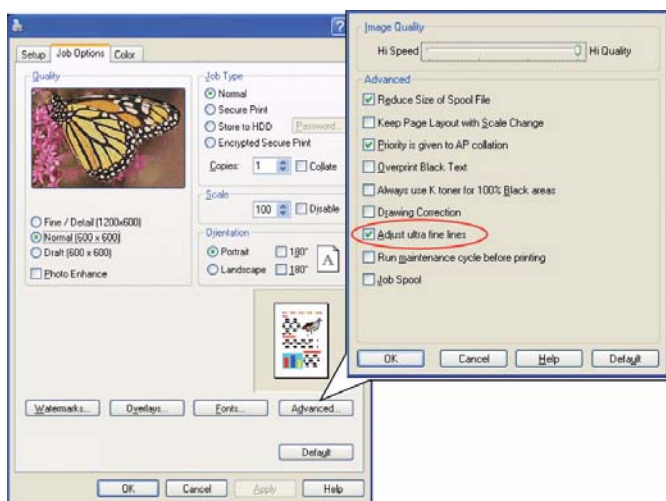 ?
Setup Job Options Color
Quality
Fine / Detail (1200x600)
Normal (600 x 600)
Draft (600 x 600)
Photo Enhance
Job Type
Normal
Secure Print
Store to HDD Password...
Encrypted Secure Print
Copies: 1 Collate
Scale
100 Disable
Orientation
Portrait 180°
Landscape 180°
A
Watermarks... Overlays... Fonts... Advanced...
Default
OK Cancel Apply Help
Image Quality
Hi Speed Hi Quality
Advanced
Reduce Size of Spool File
Keep Page Layout with Scale Change
Priority is given to AP collation
Overprint Black Text
Always use K toner for 100% Black areas
Drawing Correction
Adjust ultra fine lines
Run maintenance cycle before printing
Job Spool
OK Cancel Help Default